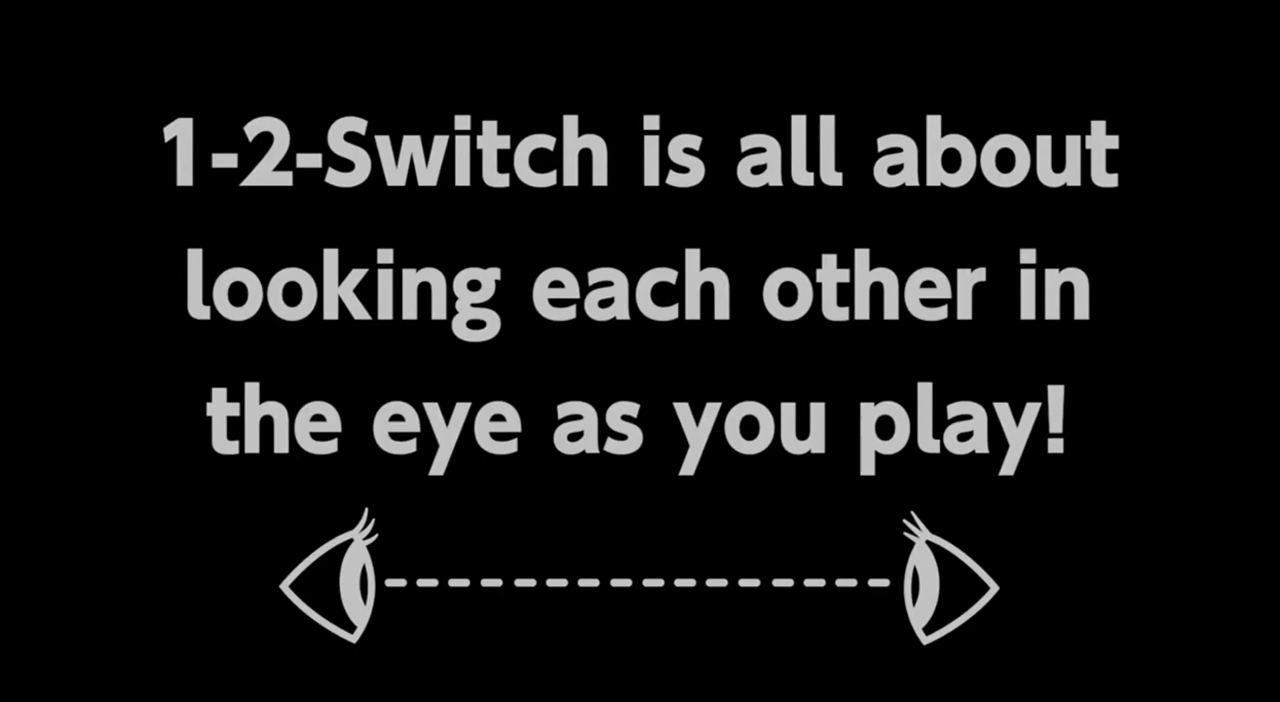 1-2-Switch is all about
looking each other in
the eye as you play!